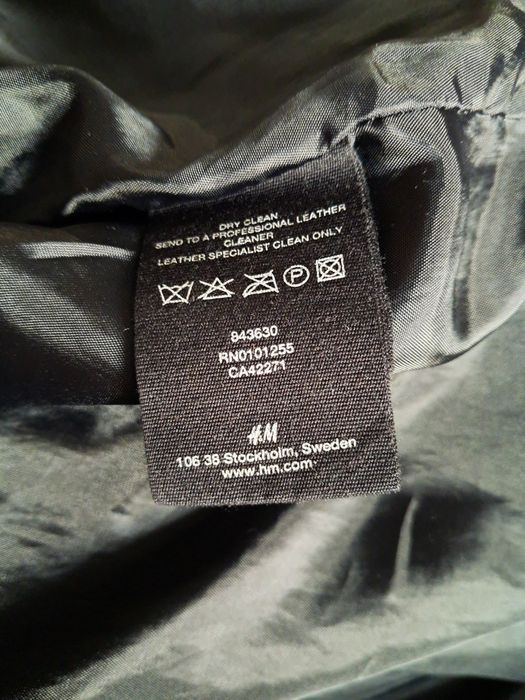 DRY CLEAN
SEND TO A PROFESSIONAL LEATHER
CLEANER
LEATHER SPECIALIST CLEAN ONLY
P
843630
RN0101255
CA42271
H&M
106 38 Stockholm, Sweden
www.hm.com